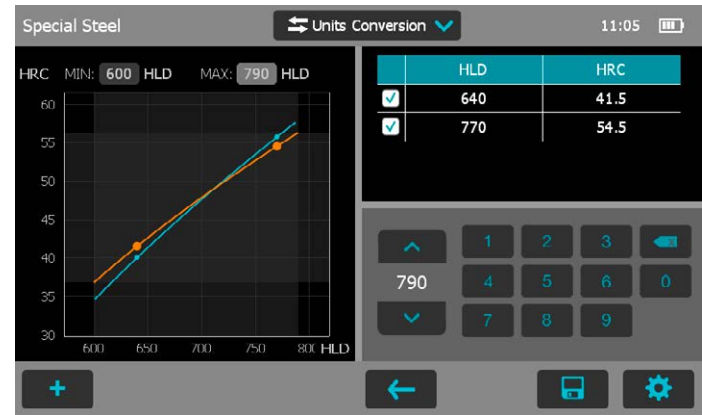 Special Steel
Units Conversion
11:05
HRC MIN: 600 HLD MAX: 790 HLD
60
55
50
45
40
35
30
600 650 700 750 800 HLD
HLD HRC
640 41.5
770 54.5
790
1 2 3
4 5 6 0
7 8 9
+